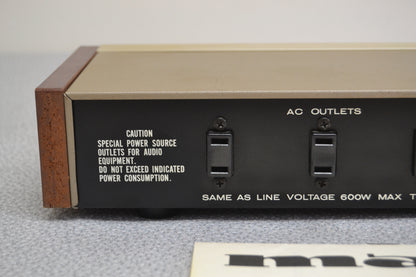 AC OUTLETS
CAUTION
SPECIAL POWER SOURCE
OUTLETS FOR AUDIO
EQUIPMENT.
DO NOT EXCEED INDICATED
POWER CONSUMPTION.
SAME AS LINE VOLTAGE 600W MAX T
ma